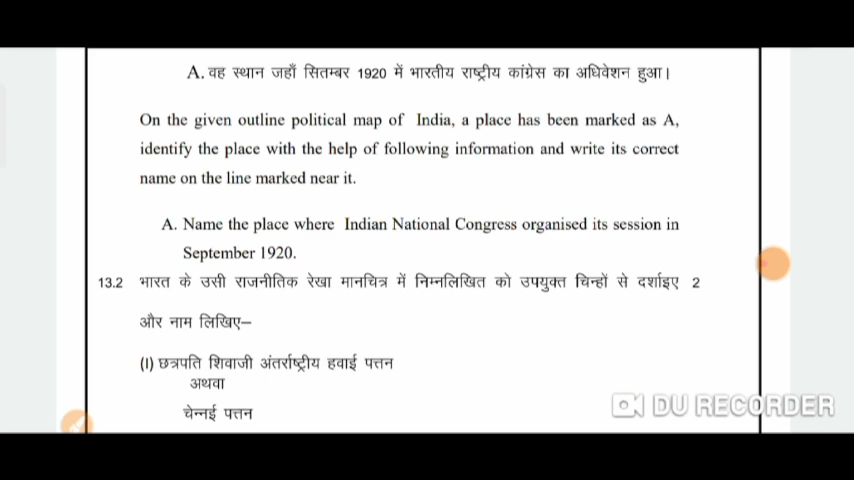 A. वह स्थान जहाँ सितम्बर 1920 में भारतीय राष्ट्रीय कांग्रेस का अधिवेशन हुआ।
On the given outline political map of India, a place has been marked as A,
identify the place with the help of following information and write its correct
name on the line marked near it.
A. Name the place where Indian National Congress organised its session in
September 1920.
13.2 भारत के उसी राजनीतिक रेखा मानचित्र में निम्नलिखित को उपयुक्त चिन्हों से दर्शाइए 2
और नाम लिखिए–
(I) छत्रपति शिवाजी अंतर्राष्ट्रीय हवाई पत्तन
अथवा
चेन्नई पत्तन
DU RECORDER